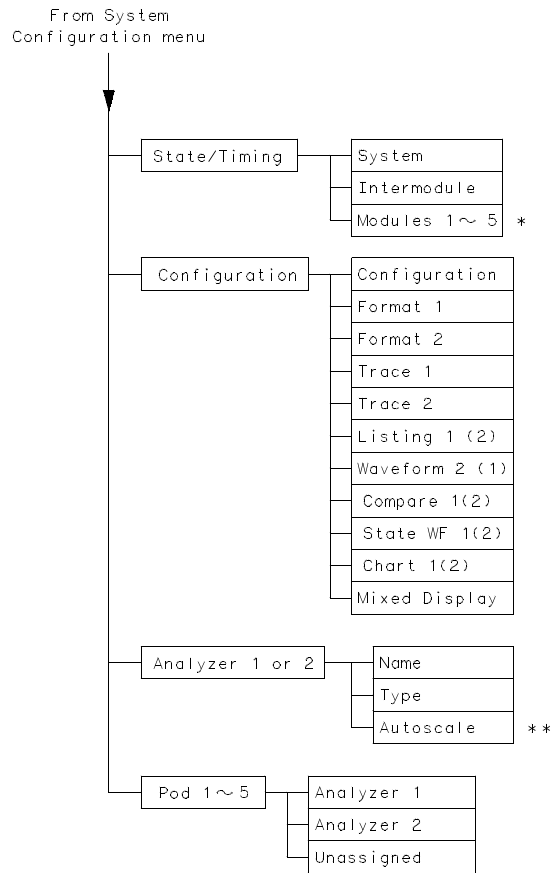 From System
Configuration menu
State/Timing
System
Intermodule
Modules 1～ 5 *
Configuration
Configuration
Format 1
Format 2
Trace 1
Trace 2
Listing 1 (2)
Waveform 2 (1)
Compare 1(2)
State WF 1(2)
Chart 1(2)
Mixed Display
Analyzer 1 or 2
Name
Type
Autoscale **
Pod 1～5
Analyzer 1
Analyzer 2
Unassigned